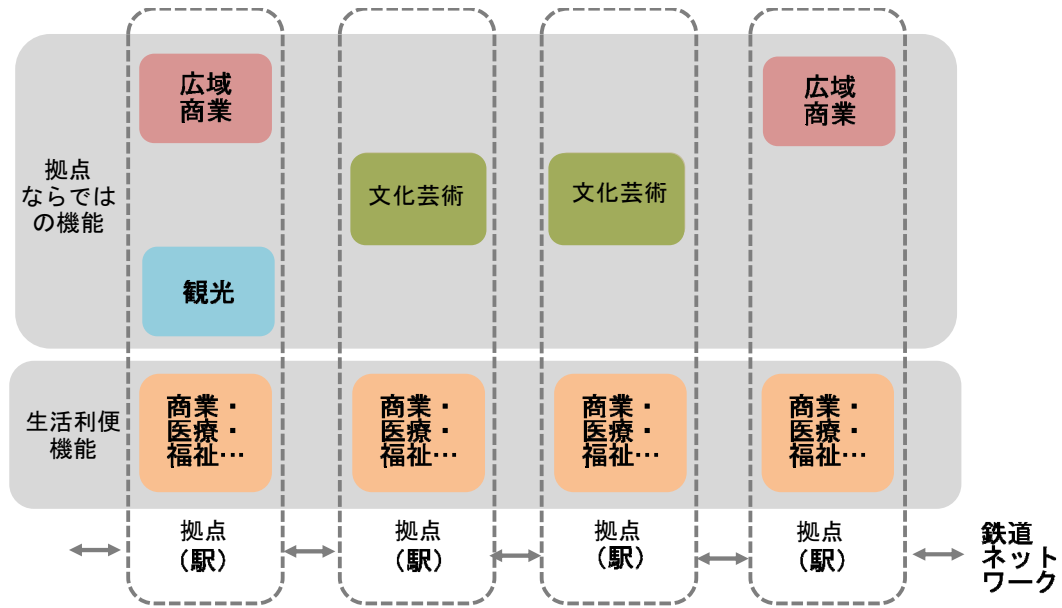 広域
商業
広域
商業
拠点
ならでは
の機能
文化芸術
文化芸術
観光
生活利便
機能
商業・
医療・
福祉…
商業・
医療・
福祉…
商業・
医療・
福祉…
商業・
医療・
福祉…
拠点
（駅）
拠点
（駅）
拠点
（駅）
拠点
（駅）
鉄道
ネット
ワーク